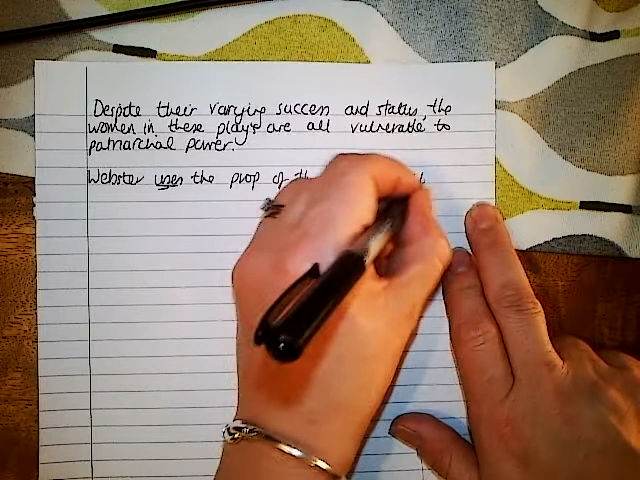 Despite their varying success and status, the
women in these plays are all vulnerable to
patriarchal power.
Webster uses the prop of